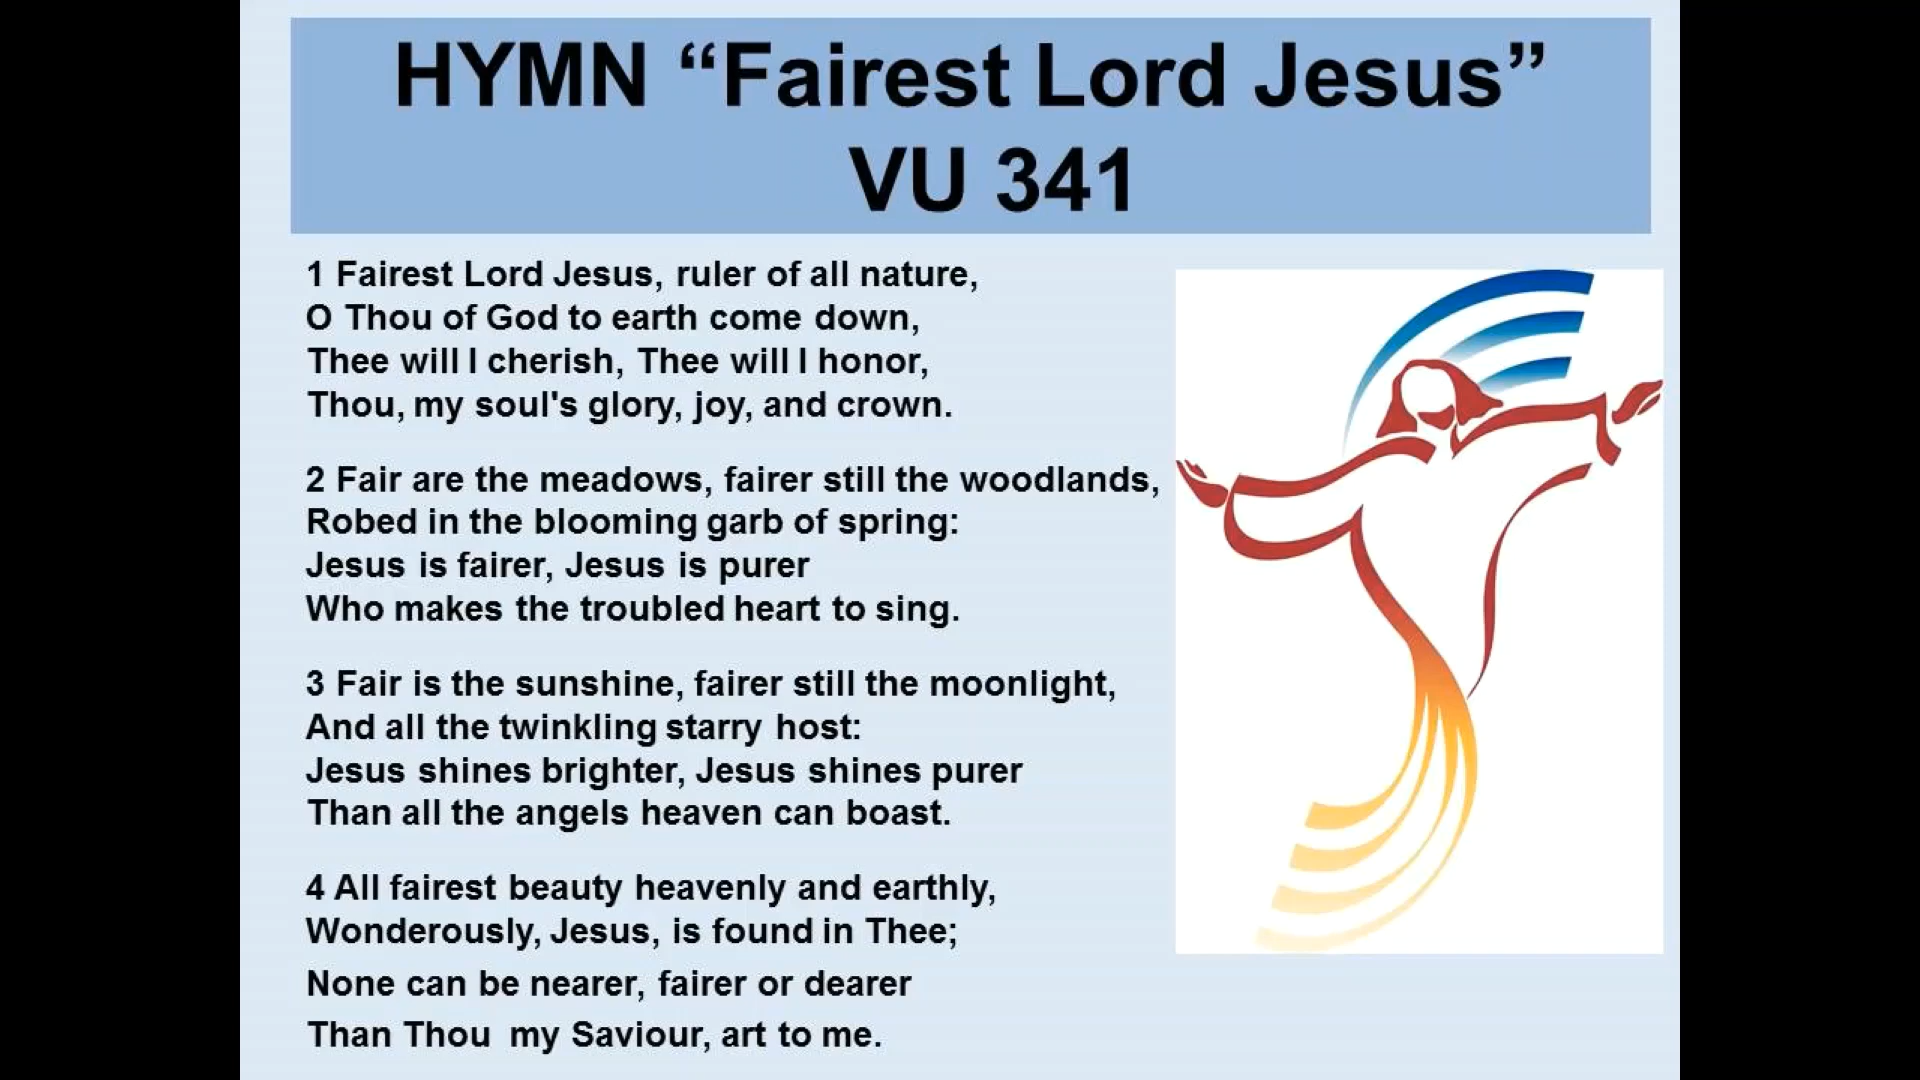 HYMN “Fairest Lord Jesus”
VU 341
1 Fairest Lord Jesus, ruler of all nature,
O Thou of God to earth come down,
Thee will I cherish, Thee will I honor,
Thou, my soul's glory, joy, and crown.
2 Fair are the meadows, fairer still the woodlands,
Robed in the blooming garb of spring:
Jesus is fairer, Jesus is purer
Who makes the troubled heart to sing.
3 Fair is the sunshine, fairer still the moonlight,
And all the twinkling starry host:
Jesus shines brighter, Jesus shines purer
Than all the angels heaven can boast.
4 All fairest beauty heavenly and earthly,
Wonderously, Jesus, is found in Thee;
None can be nearer, fairer or dearer
Than Thou my Saviour, art to me.